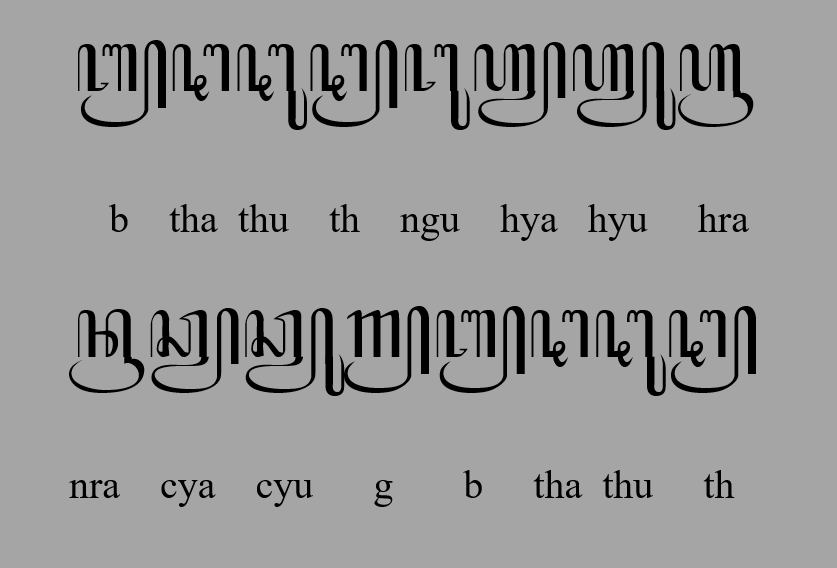 ꦧ꧀ꦛꦛꦸꦛ꧀ꦔꦸꦲꦾꦲꦾꦸꦲꦿ
b tha thu th ngu hya hyu hra
ꦤꦿꦕꦾꦕꦾꦸꦒ꧀ꦧ꧀ꦛꦛꦸꦛ꧀
nra cya cyu g b tha thu th